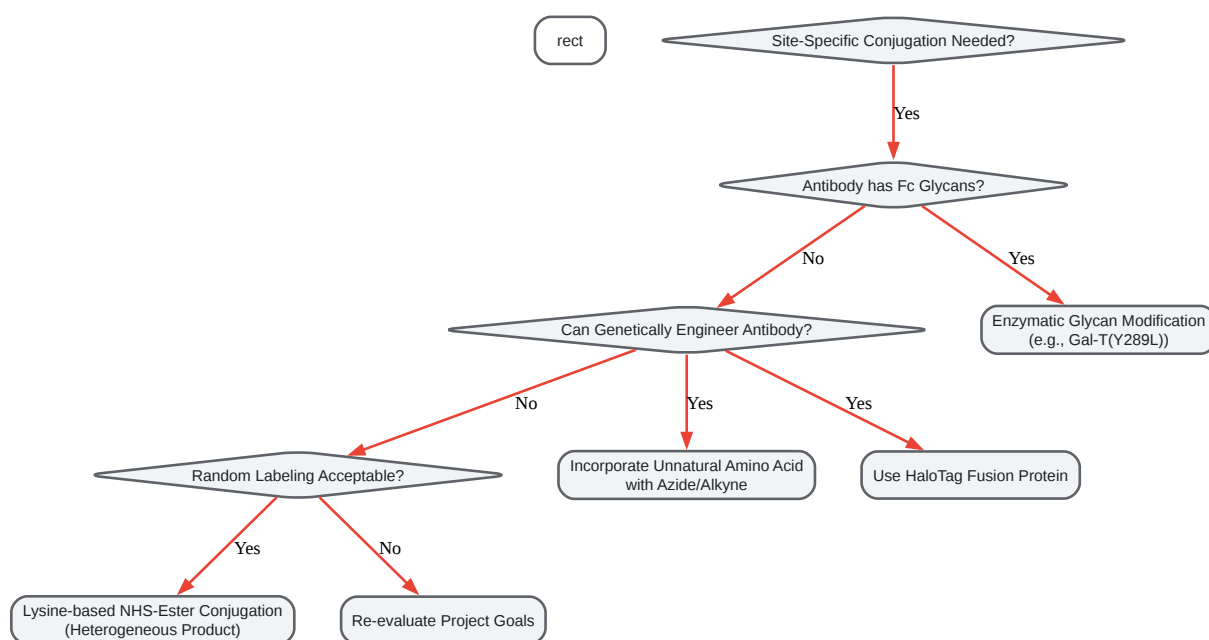 rect
Site-Specific Conjugation Needed?
Yes
Antibody has Fc Glycans?
No
Yes
Can Genetically Engineer Antibody?
Enzymatic Glycan Modification
(e.g., Gal-T(Y289L))
No
Yes
Yes
Random Labeling Acceptable?
Incorporate Unnatural Amino Acid
with Azide/Alkyne
Use HaloTag Fusion Protein
Yes
No
Lysine-based NHS-Ester Conjugation
(Heterogeneous Product)
Re-evaluate Project Goals